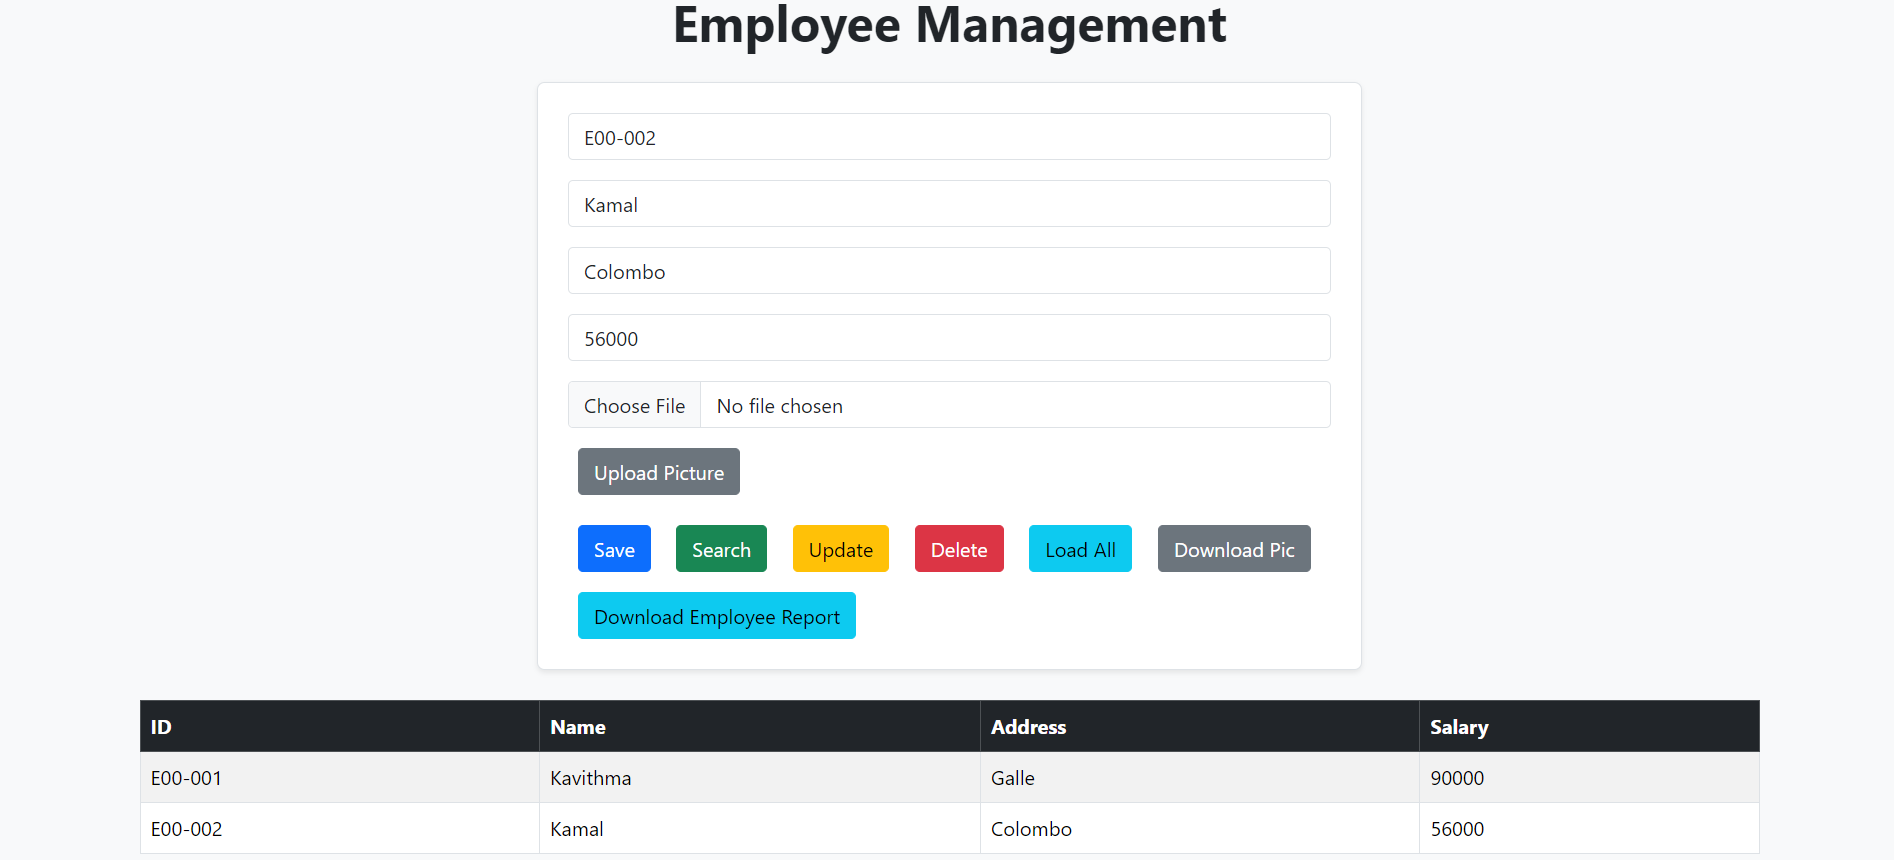 Employee Management
E00-002
Kamal
Colombo
56000
Choose File No file chosen
Upload Picture
Save Search Update Delete Load All Download Pic
Download Employee Report
ID Name Address Salary
E00-001 Kavithma Galle 90000
E00-002 Kamal Colombo 56000